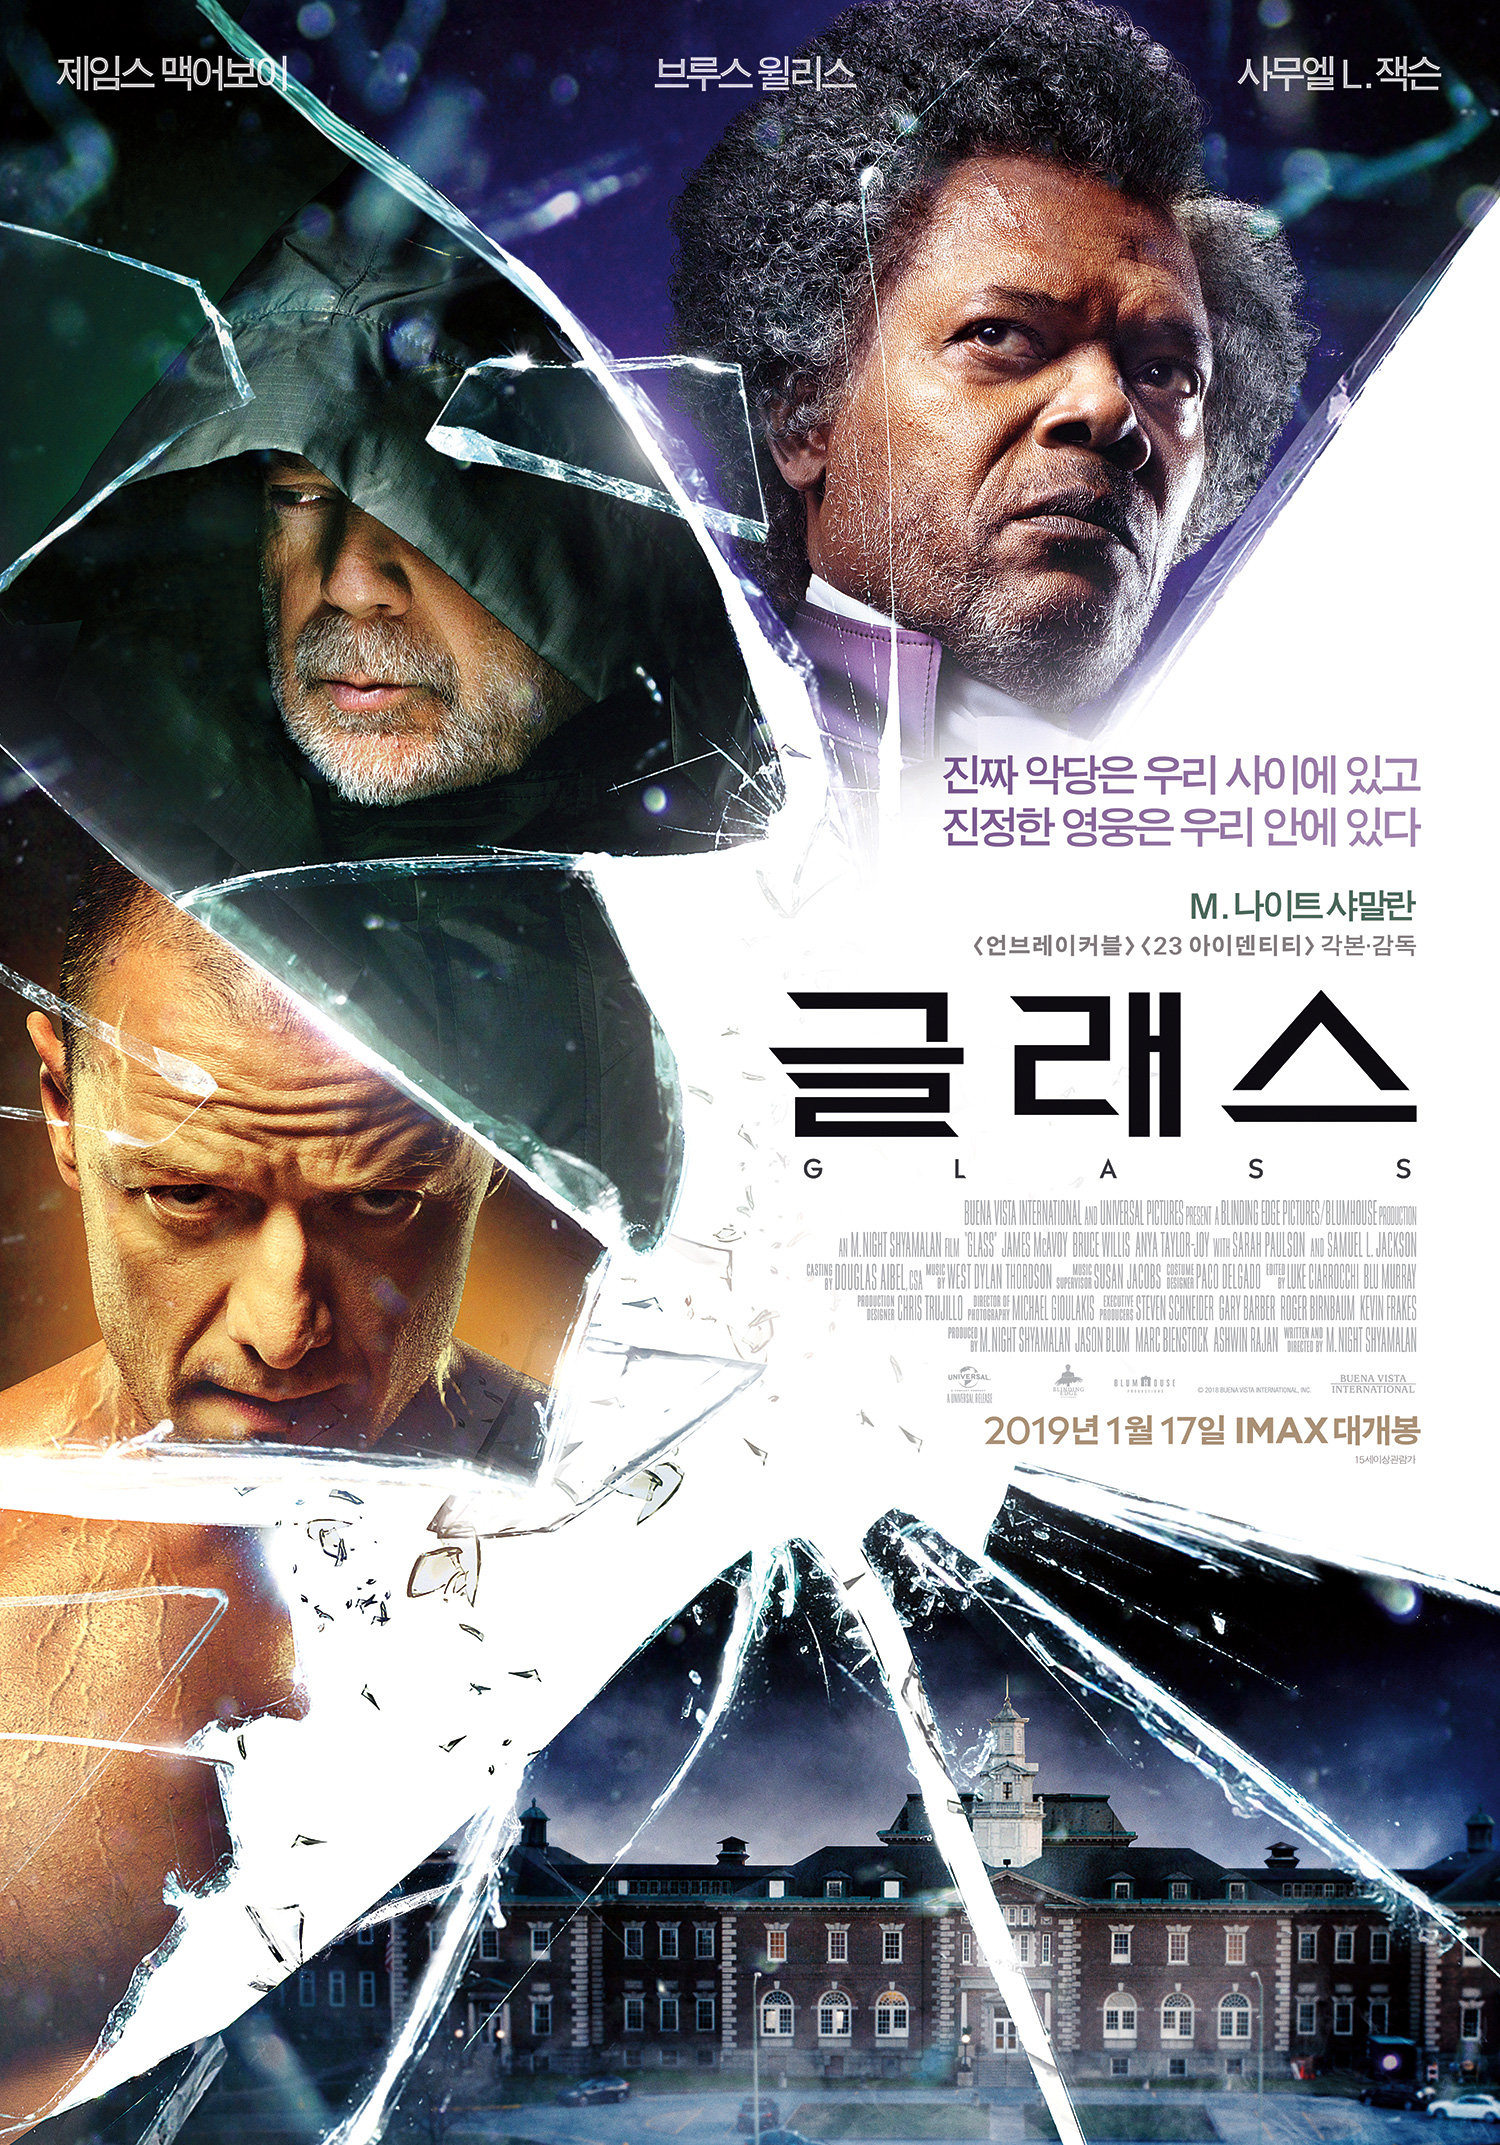 제임스 맥어보이
브루스 윌리스
사무엘 L. 잭슨
진짜 악당은 우리 사이에 있고
진정한 영웅은 우리 안에 있다
M. 나이트 샤말란
<언브레이커블> <23 아이덴티티> 각본·감독
글래스
GLASS
BUENA VISTA INTERNATIONAL AND UNIVERSAL PICTURES PRESENT A BLINDING EDGE PICTURES/BLUMHOUSE PRODUCTION
AN M. NIGHT SHYAMALAN FILM "GLASS" JAMES McAVOY BRUCE WILLIS ANYA TAYLOR-JOY WITH SARAH PAULSON AND SAMUEL L. JACKSON
CASTING BY DOUGLAS AIBEL, CSA MUSIC BY WEST DYLAN THORDSON MUSIC SUPERVISOR SUSAN JACOBS COSTUME DESIGNER PACO DELGADO EDITED BY LUKE CIARROCCHI BLU MURRAY
PRODUCTION DESIGNER CHRIS TRUJILLO DIRECTOR OF PHOTOGRAPHY MICHAEL GIOULAKIS EXECUTIVE PRODUCERS STEVEN SCHNEIDER GARY BARBER ROGER BIRNBAUM KEVIN FRAKES
PRODUCED BY M. NIGHT SHYAMALAN JASON BLUM MARC BIENSTOCK ASHWIN RAJAN WRITTEN AND DIRECTED BY M. NIGHT SHYAMALAN
UNIVERSAL
A UNIVERSAL RELEASE
BLINDING EDGE
BLUMHOUSE
PRODUCTIONS
© 2018 BUENA VISTA INTERNATIONAL, INC.
BUENA VISTA
INTERNATIONAL
2019년 1월 17일 IMAX 대개봉
15세이상관람가